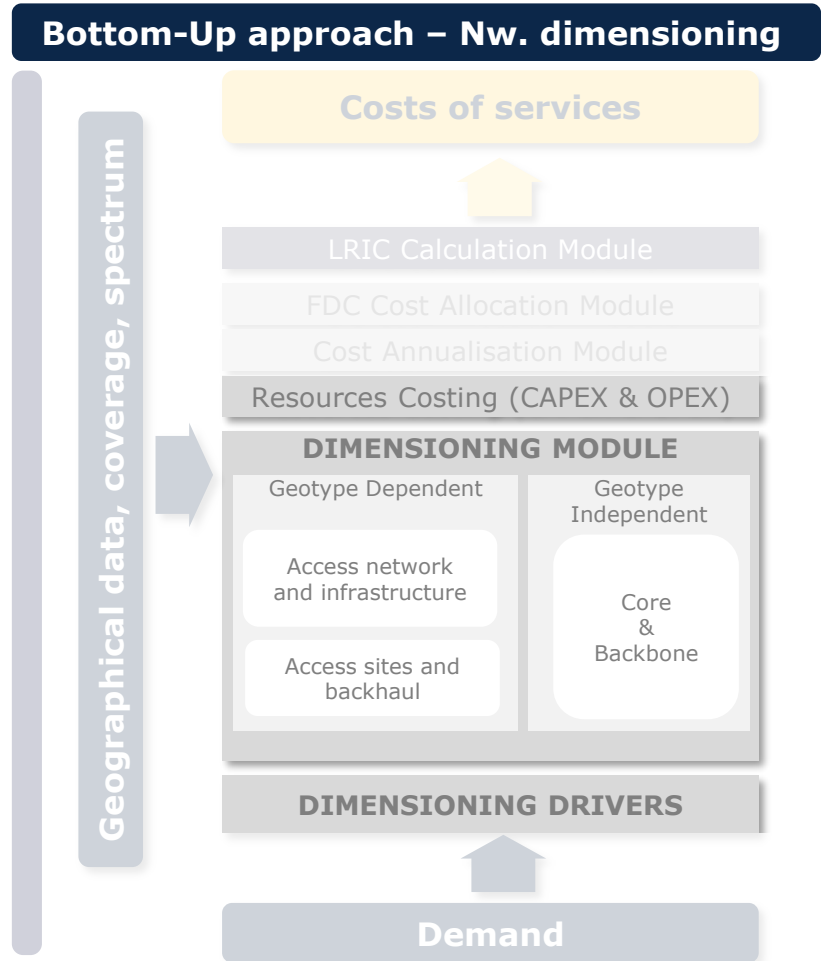 Bottom-Up approach – Nw. dimensioning
Costs of services
Geographical data, coverage, spectrum
LRIC Calculation Module
FDC Cost Allocation Module
Cost Annualisation Module
Resources Costing (CAPEX & OPEX)
DIMENSIONING MODULE
Geotype Dependent
Access network
and infrastructure
Access sites and
backhaul
Geotype
Independent
Core
&
Backbone
DIMENSIONING DRIVERS
Demand